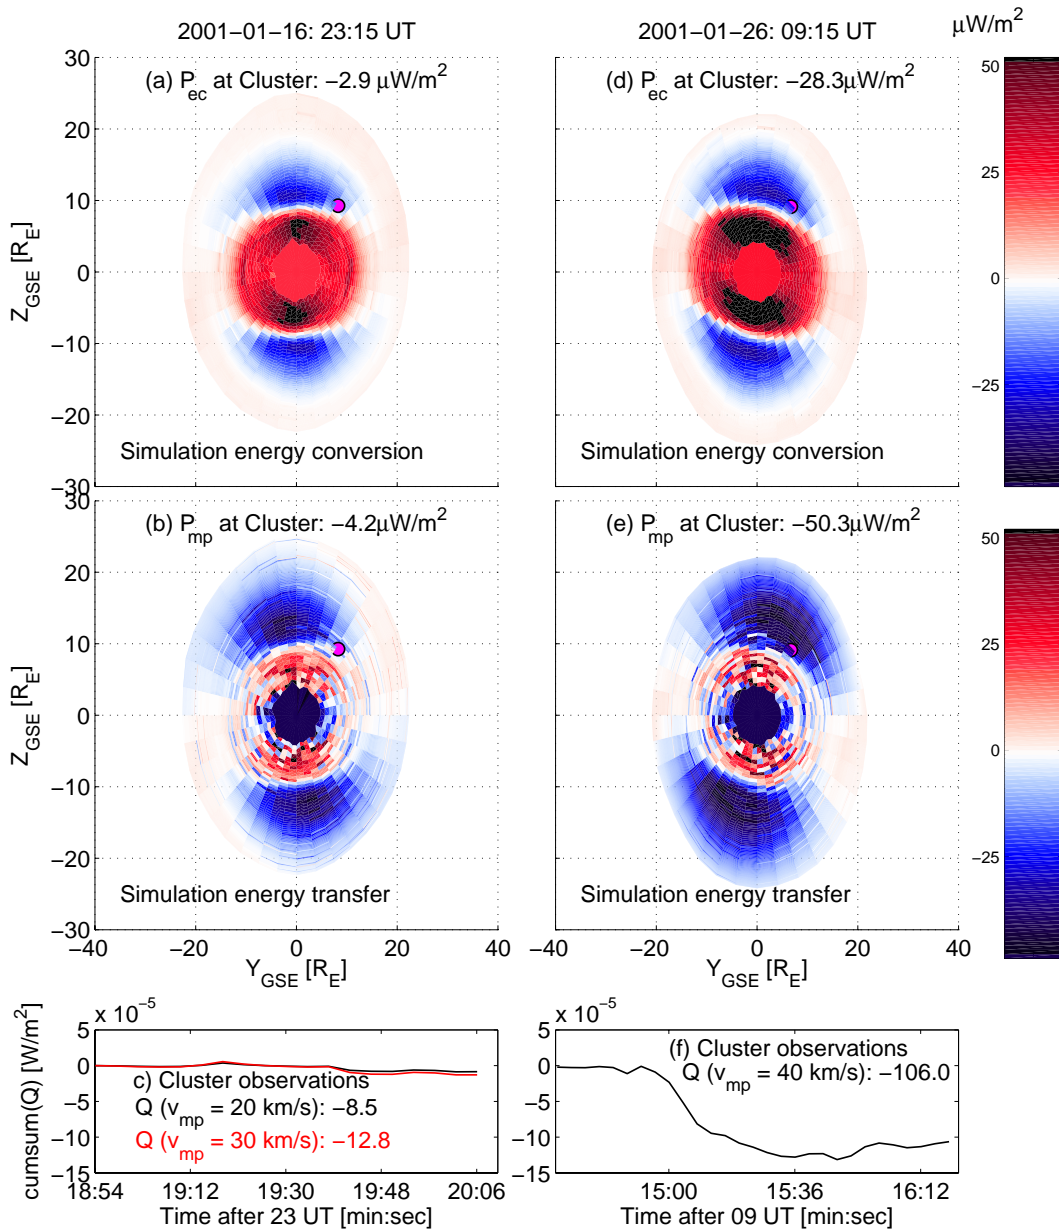 2001−01−16: 23:15 UT
2001−01−26: 09:15 UT
μW/m2
(a) Pec at Cluster: −2.9 μW/m2
(d) Pec at Cluster: −28.3μW/m2
30
20
10
0
−10
−20
−30
ZGSE [RE]
Simulation energy conversion
Simulation energy conversion
50
25
0
−25
(b) Pmp at Cluster: −4.2μW/m2
(e) Pmp at Cluster: −50.3μW/m2
30
20
10
0
−10
−20
−30
ZGSE [RE]
Simulation energy transfer
Simulation energy transfer
50
25
0
−25
−40 −20 0 20 40
−40 −20 0 20 40
YGSE [RE]
YGSE [RE]
x 10−5
x 10−5
cumsum(Q) [W/m2]
5
0
−5
−10
−15
c) Cluster observations
Q (vmp = 20 km/s): −8.5
Q (vmp = 30 km/s): −12.8
18:54 19:12 19:30 19:48 20:06
Time after 23 UT [min:sec]
5
0
−5
−10
−15
(f) Cluster observations
Q (vmp = 40 km/s): −106.0
15:00 15:36 16:12
Time after 09 UT [min:sec]